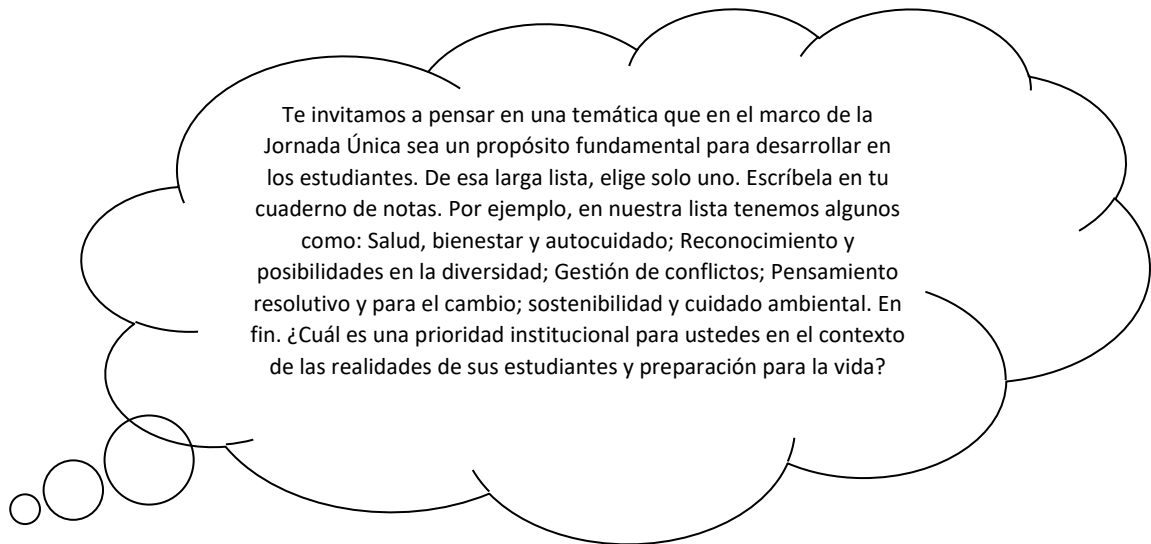 Te invitamos a pensar en una temática que en el marco de la
Jornada Única sea un propósito fundamental para desarrollar en
los estudiantes. De esa larga lista, elige solo uno. Escríbela en tu
cuaderno de notas. Por ejemplo, en nuestra lista tenemos algunos
como: Salud, bienestar y autocuidado; Reconocimiento y
posibilidades en la diversidad; Gestión de conflictos; Pensamiento
resolutivo y para el cambio; sostenibilidad y cuidado ambiental. En
fin. ¿Cuál es una prioridad institucional para ustedes en el contexto
de las realidades de sus estudiantes y preparación para la vida?